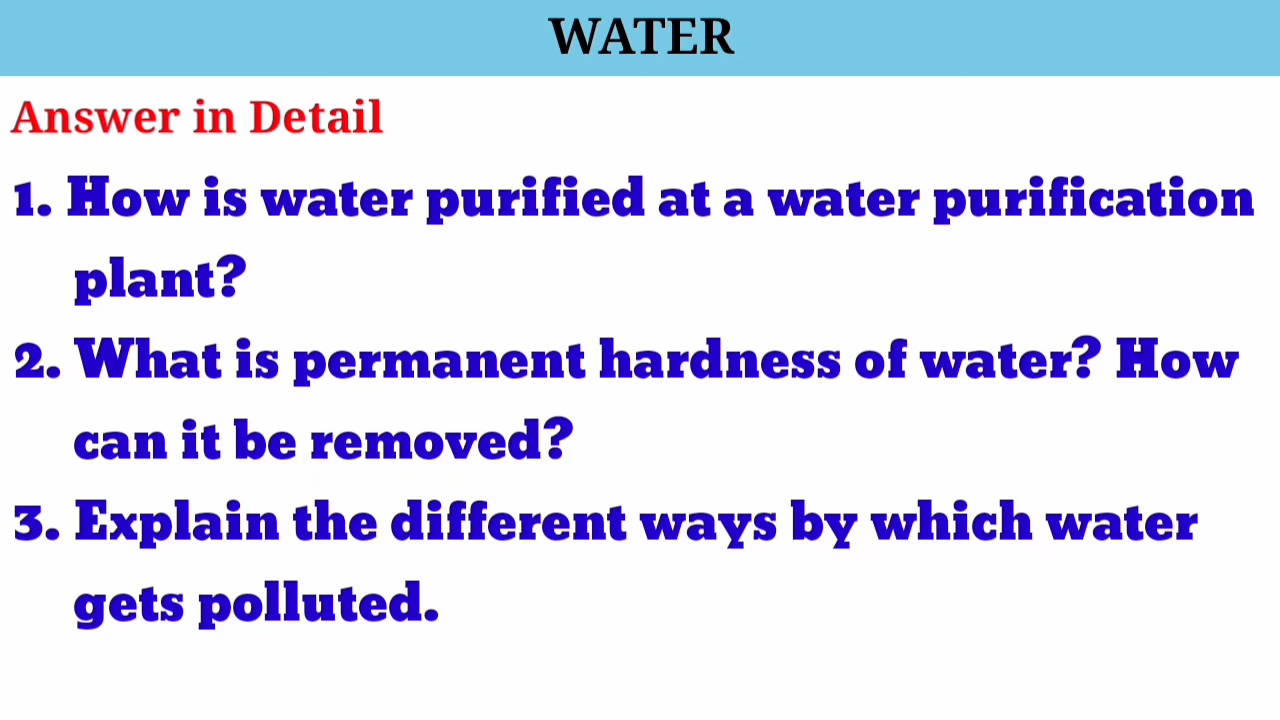 WATER
Answer in Detail
1. How is water purified at a water purification
plant?
2. What is permanent hardness of water? How
can it be removed?
3. Explain the different ways by which water
gets polluted.